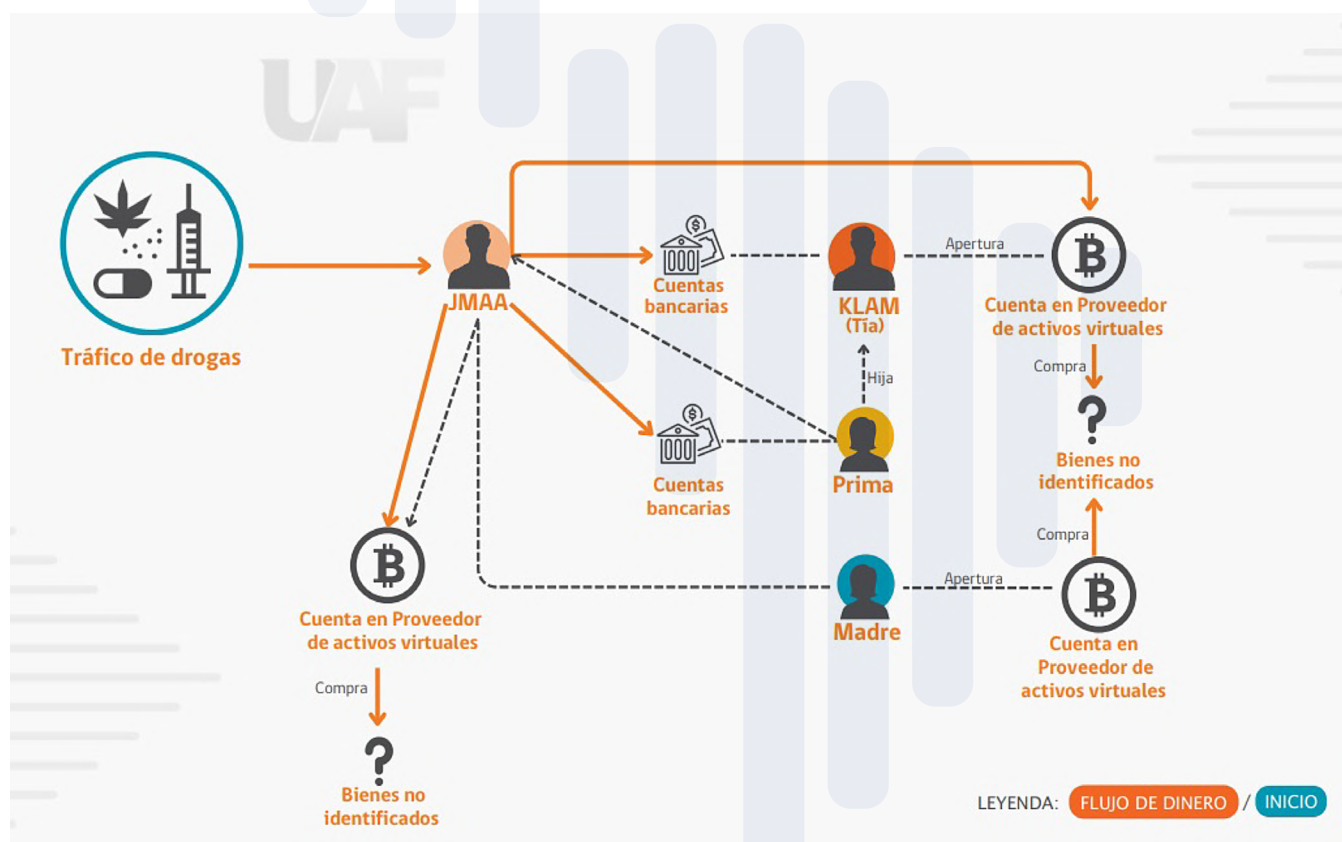 UAF
Tráfico de drogas
JMAA
Cuentas
bancarias
KLAM
(Tía)
Apertura
Cuenta en Proveedor
de activos virtuales
Compra
Bienes no
identificados
Hija
Cuentas
bancarias
Prima
Madre
Apertura
Compra
Cuenta en
Proveedor de
activos virtuales
Cuenta en Proveedor
de activos virtuales
Compra
Bienes no
identificados
LEYENDA: FLUJO DE DINERO / INICIO